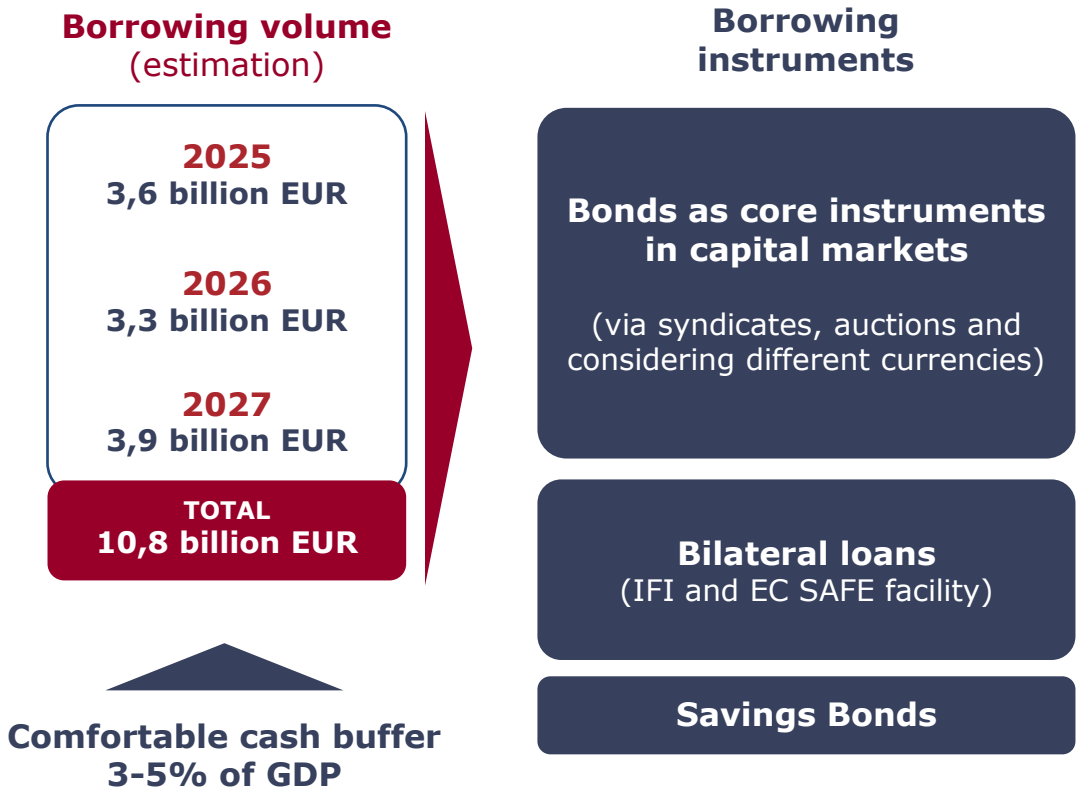 Borrowing volume
(estimation)
2025
3,6 billion EUR
2026
3,3 billion EUR
2027
3,9 billion EUR
TOTAL
10,8 billion EUR
Comfortable cash buffer
3-5% of GDP
Borrowing
instruments
Bonds as core instruments
in capital markets
(via syndicates, auctions and
considering different currencies)
Bilateral loans
(IFI and EC SAFE facility)
Savings Bonds